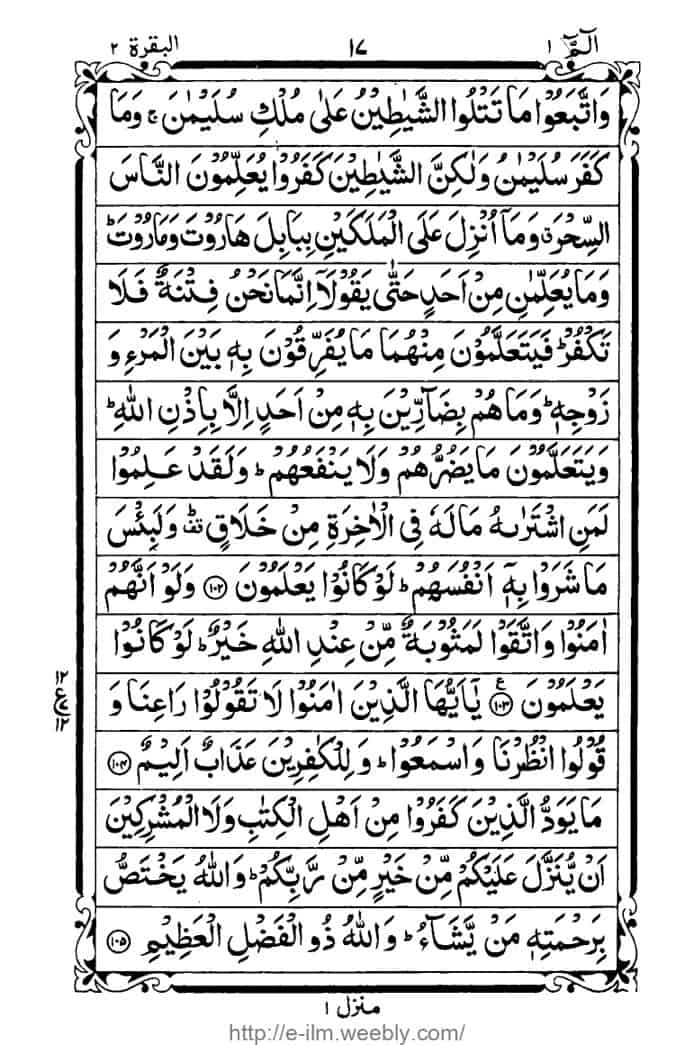 الٓمّٓ ١
١٧
البقرة ٢
وَاتَّبَعُوْا مَا تَتْلُوا الشَّيٰطِيْنُ عَلٰى مُلْكِ سُلَيْمٰنَ ۚ وَمَا
كَفَرَ سُلَيْمٰنُ وَلٰكِنَّ الشَّيٰطِيْنَ كَفَرُوْا يُعَلِّمُوْنَ النَّاسَ
السِّحْرَ ۗ وَمَآ اُنْزِلَ عَلَى الْمَلَكَيْنِ بِبَابِلَ هَارُوْتَ وَمَارُوْتَ ؕ
وَمَا يُعَلِّمٰنِ مِنْ اَحَدٍ حَتّٰى يَقُوْلَاۤ اِنَّمَا نَحْنُ فِتْنَةٌ فَلَا
تَكْفُرْ ؕ فَيَتَعَلَّمُوْنَ مِنْهُمَا مَا يُفَرِّقُوْنَ بِهٖ بَيْنَ الْمَرْءِ وَ
زَوْجِهٖ ؕ وَمَا هُمْ بِضَآرِّيْنَ بِهٖ مِنْ اَحَدٍ اِلَّا بِاِذْنِ اللّٰهِ ؕ
وَيَتَعَلَّمُوْنَ مَا يَضُرُّهُمْ وَلَا يَنْفَعُهُمْ ؕ وَلَقَدْ عَلِمُوْا
لَمَنِ اشْتَرٰىهُ مَا لَهٗ فِي الْاٰخِرَةِ مِنْ خَلَاقٍ ۛؕ وَلَبِئْسَ
مَا شَرَوْا بِهٖۤ اَنْفُسَهُمْ ؕ لَوْ كَانُوْا يَعْلَمُوْنَ ۝١٠٢ وَلَوْ اَنَّهُمْ
اٰمَنُوْا وَاتَّقَوْا لَمَثُوْبَةٌ مِّنْ عِنْدِ اللّٰهِ خَيْرٌ ؕ لَوْ كَانُوْا
يَعْلَمُوْنَ ۝١٠٣ ع يٰٓاَيُّهَا الَّذِيْنَ اٰمَنُوْا لَا تَقُوْلُوْا رَاعِنَا وَ
١٢
ع
١٢
قُوْلُوا انْظُرْنَا وَاسْمَعُوْا ؕ وَلِلْكٰفِرِيْنَ عَذَابٌ اَلِيْمٌ ۝١٠٤
مَا يَوَدُّ الَّذِيْنَ كَفَرُوْا مِنْ اَهْلِ الْكِتٰبِ وَلَا الْمُشْرِكِيْنَ
اَنْ يُّنَزَّلَ عَلَيْكُمْ مِّنْ خَيْرٍ مِّنْ رَّبِّكُمْ ؕ وَاللّٰهُ يَخْتَصُّ
بِرَحْمَتِهٖ مَنْ يَّشَآءُ ؕ وَاللّٰهُ ذُو الْفَضْلِ الْعَظِيْمِ ۝١٠٥
منزل ١
http://e-ilm.weebly.com/